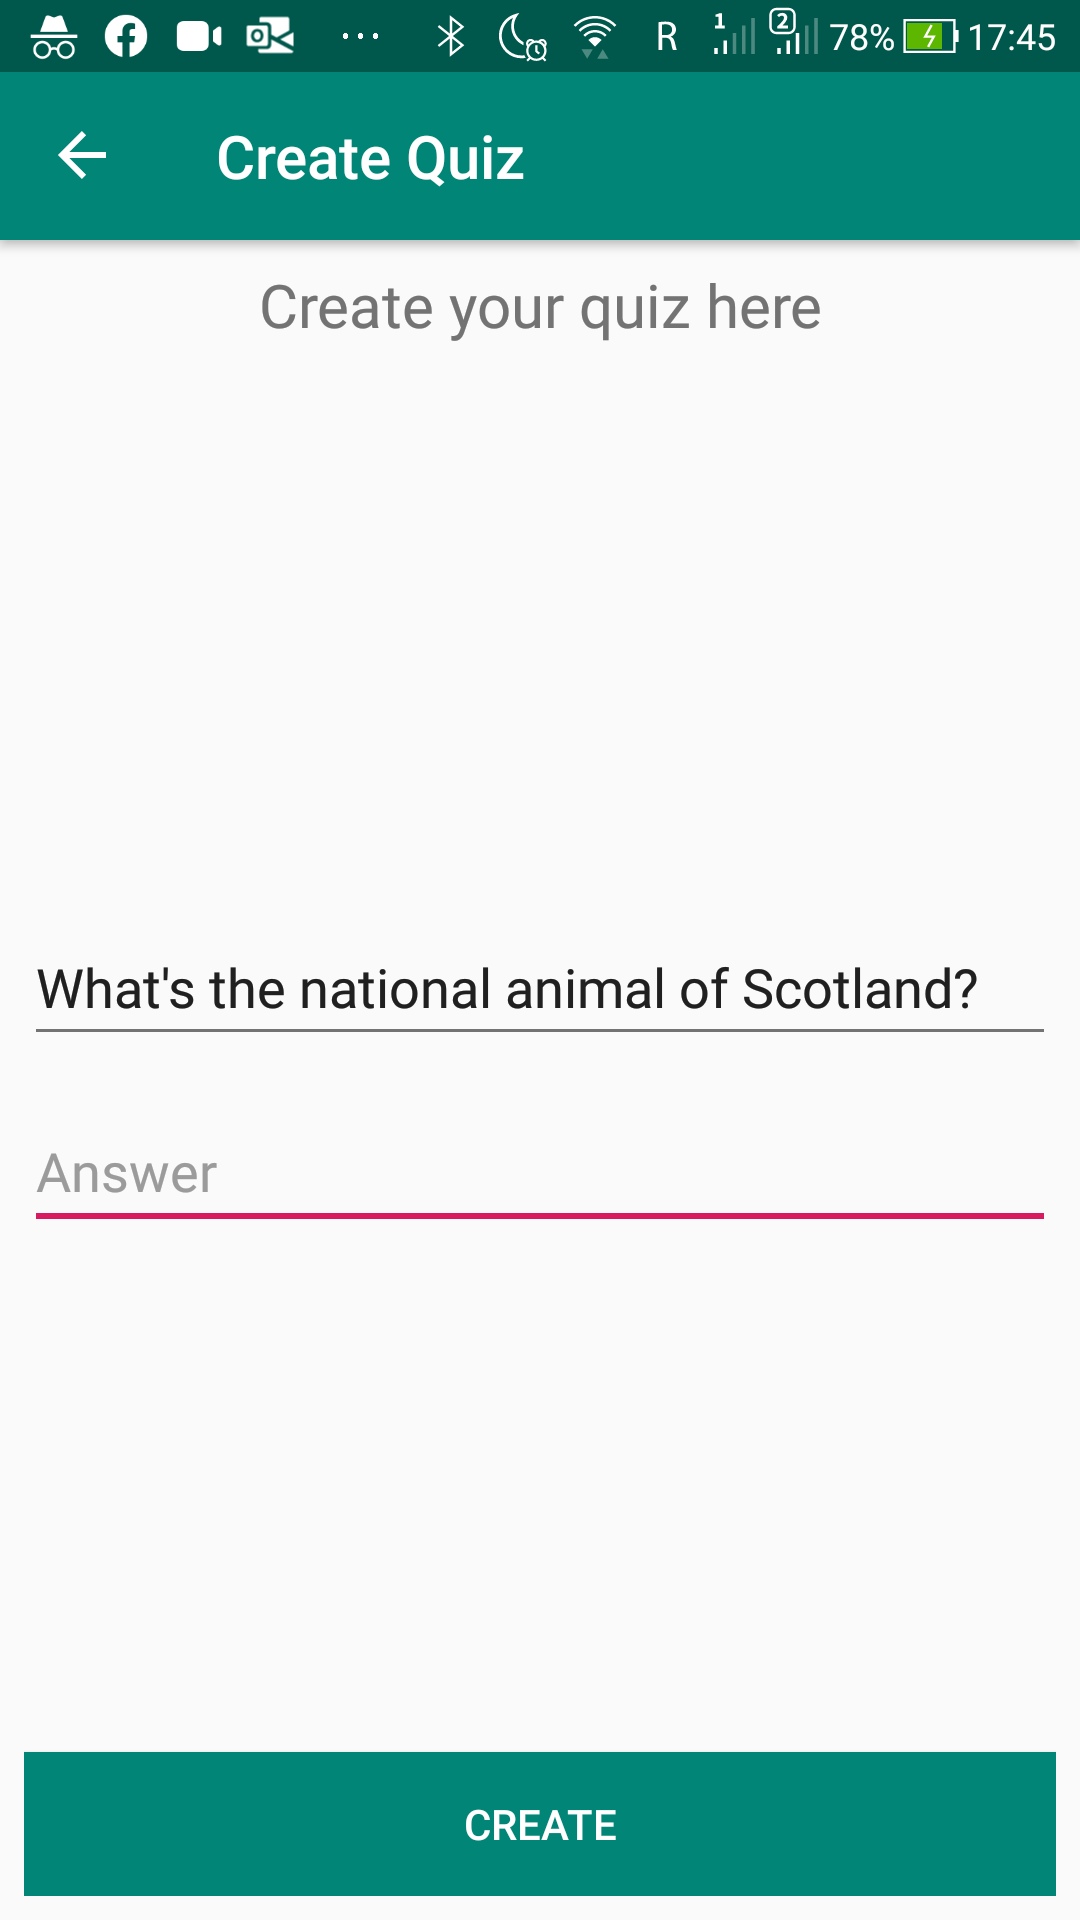 R 1 2 78% 17:45
Create Quiz
Create your quiz here
What's the national animal of Scotland?
Answer
CREATE